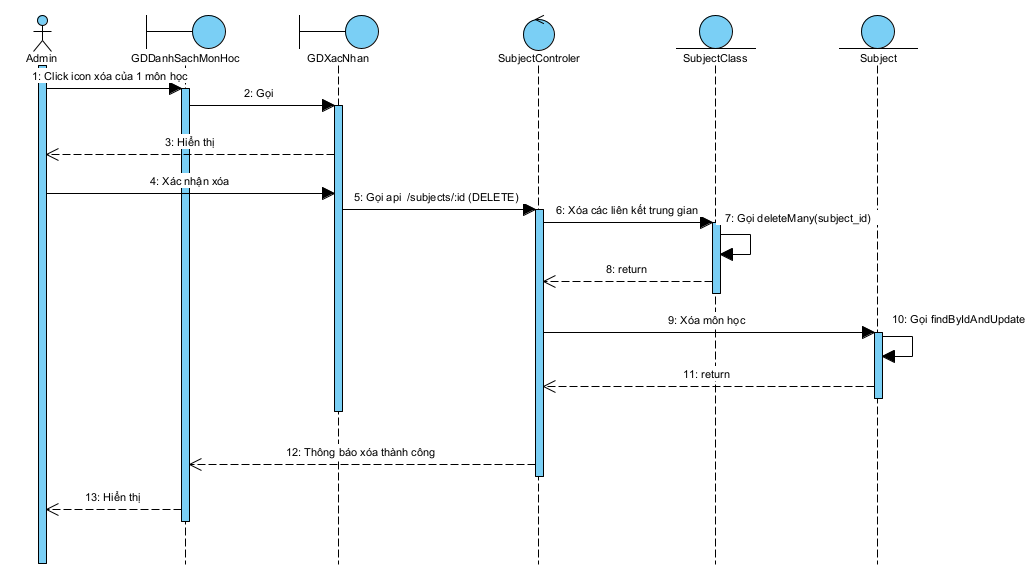 Admin
GDDanhSachMonHoc
GDXacNhan
SubjectControler
SubjectClass
Subject
1: Click icon xóa của 1 môn học
2: Gọi
3: Hiển thị
4: Xác nhận xóa
5: Gọi api /subjects/:id (DELETE)
6: Xóa các liên kết trung gian
7: Gọi deleteMany(subject_id)
8: return
9: Xóa môn học
10: Gọi findByIdAndUpdate
11: return
12: Thông báo xóa thành công
13: Hiển thị